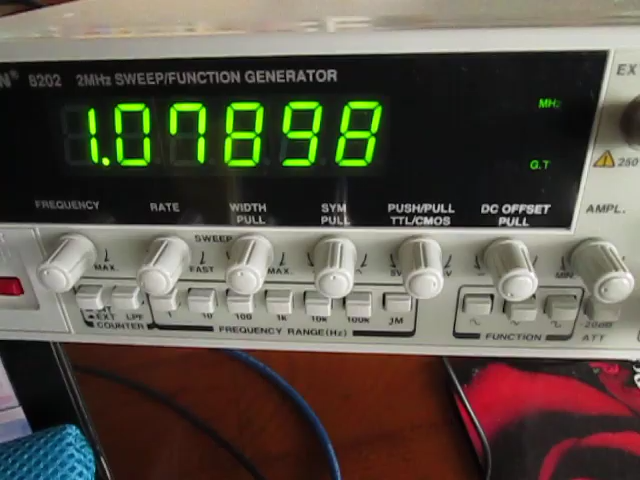 N® 8202 2MHz SWEEP/FUNCTION GENERATOR
1.07898
MHz
G.T
EX
250
FREQUENCY RATE WIDTH PULL SYM PULL PUSH/PULL TTL/CMOS DC OFFSET PULL AMPL.
SWEEP
MAX. FAST MAX. MIN
1 10 100 1K 10K 100K 1M
EXT LPF
COUNTER
FREQUENCY RANGE(Hz)
FUNCTION
-20dB
ATT